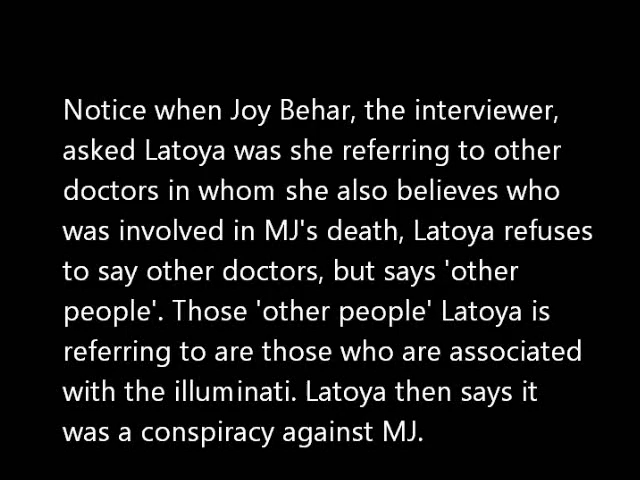 Notice when Joy Behar, the interviewer,
asked Latoya was she referring to other
doctors in whom she also believes who
was involved in MJ's death, Latoya refuses
to say other doctors, but says 'other
people'. Those 'other people' Latoya is
referring to are those who are associated
with the illuminati. Latoya then says it
was a conspiracy against MJ.